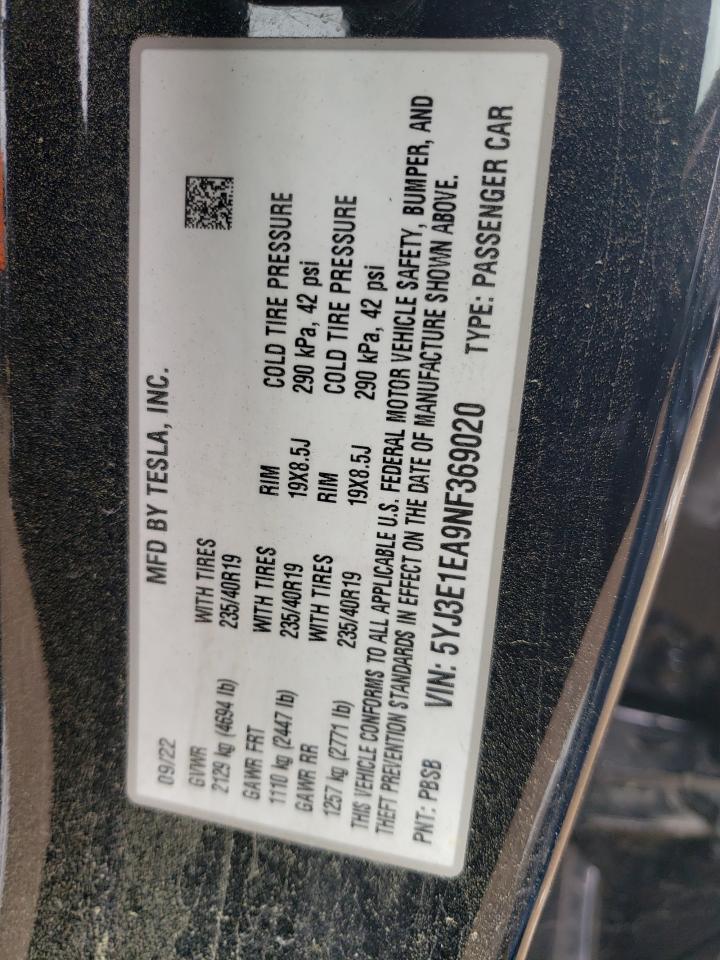 MFD BY TESLA, INC.
09/22
GVWR WITH TIRES
2129 kg (4694 lb) 235/40R19
GAWR FRT WITH TIRES RIM COLD TIRE PRESSURE
1110 kg (2447 lb) 235/40R19 19X8.5J 290 kPa, 42 psi
GAWR RR WITH TIRES RIM COLD TIRE PRESSURE
1257 kg (2771 lb) 235/40R19 19X8.5J 290 kPa, 42 psi
THIS VEHICLE CONFORMS TO ALL APPLICABLE U.S. FEDERAL MOTOR VEHICLE SAFETY, BUMPER, AND
THEFT PREVENTION STANDARDS IN EFFECT ON THE DATE OF MANUFACTURE SHOWN ABOVE.
PNT: PBSB VIN: 5YJ3E1EA9NF369020 TYPE: PASSENGER CAR